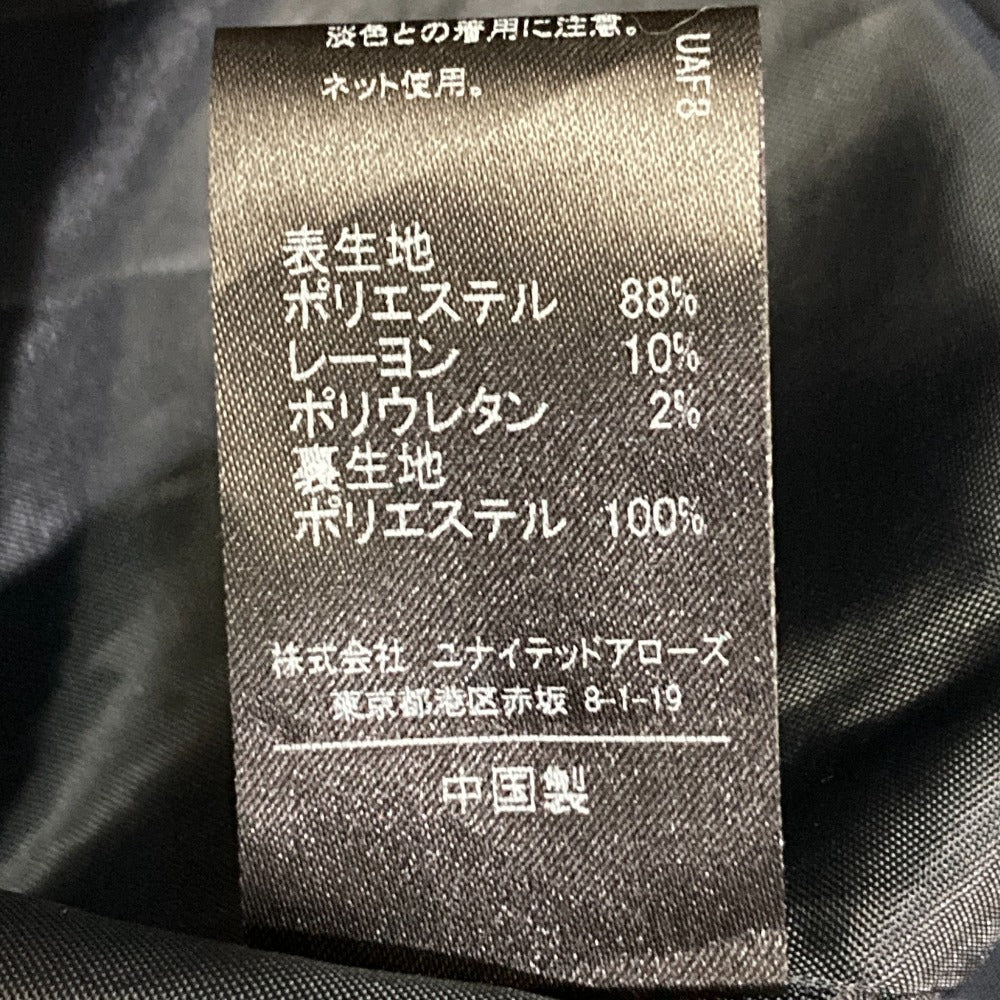 淡色との着用に注意。
ネット使用。
UAF8
表生地
ポリエステル 88%
レーヨン 10%
ポリウレタン 2%
裏生地
ポリエステル 100%
株式会社 ユナイテッドアローズ
東京都港区赤坂 8-1-19
中国製